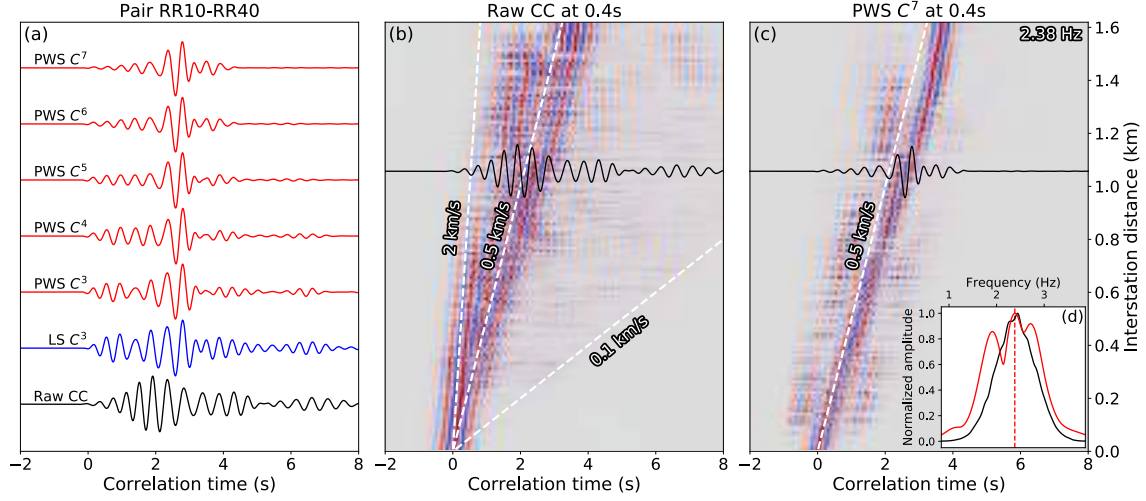 Pair RR10-RR40
Raw CC at 0.4s
PWS C⁷ at 0.4s
(a)
PWS C⁷
PWS C⁶
PWS C⁵
PWS C⁴
PWS C³
LS C³
Raw CC
−2 0 2 4 6 8
Correlation time (s)
(b)
2 km/s
0.5 km/s
0.1 km/s
−2 0 2 4 6 8
Correlation time (s)
(c)
2.38 Hz
0.5 km/s
−2 0 2 4 6 8
Correlation time (s)
1.6
1.4
1.2
1.0
0.8
0.6
0.4
0.2
0.0
Interstation distance (km)
Frequency (Hz)
1 2 3
(d)
1.0
0.8
0.6
0.4
0.2
0.0
Normalized amplitude